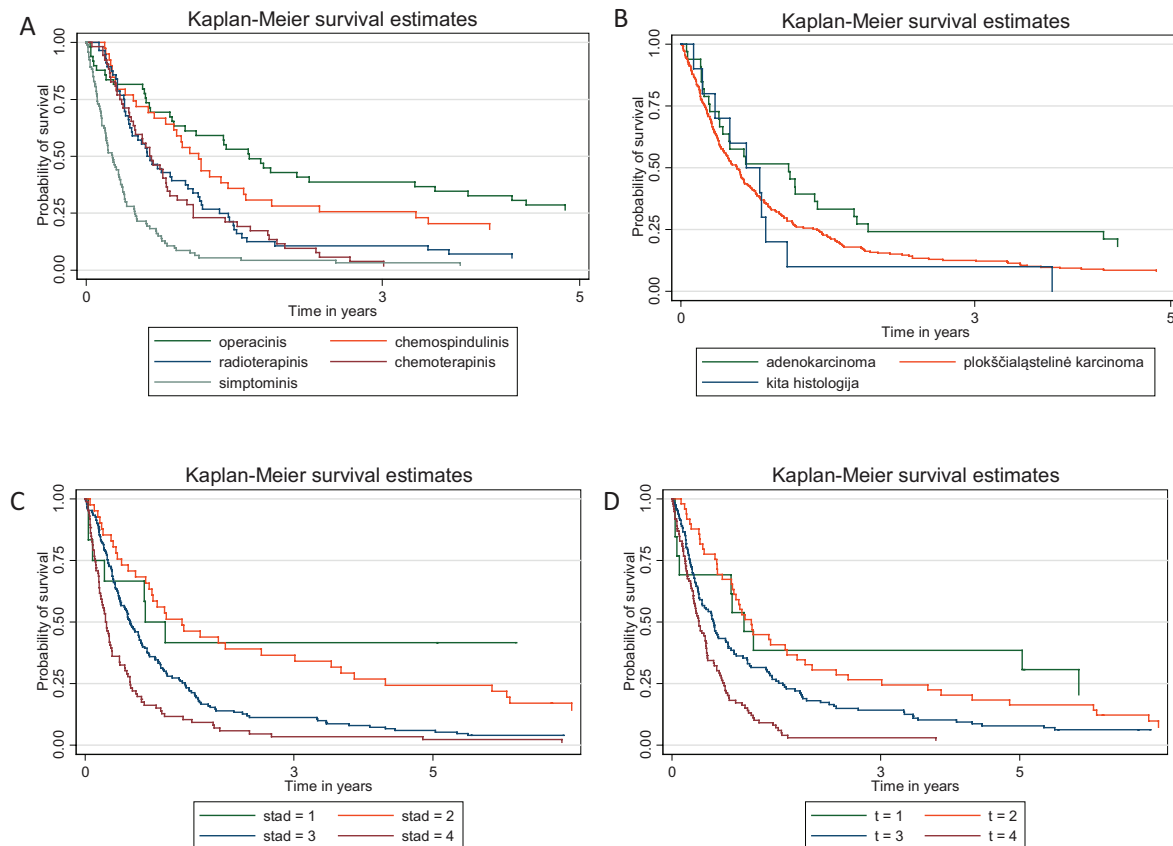 A
Kaplan-Meier survival estimates
Probability of survival
1.00
0.75
0.50
0.25
0.00
0 3 5
Time in years
operacinis chemospindulinis
radioterapinis chemoterapinis
simptominis
B
Kaplan-Meier survival estimates
Probability of survival
1.00
0.75
0.50
0.25
0.00
0 3 5
Time in years
adenokarcinoma plokščialąstelinė karcinoma
kita histologija
C
Kaplan-Meier survival estimates
Probability of survival
1.00
0.75
0.50
0.25
0.00
0 3 5
Time in years
stad = 1 stad = 2
stad = 3 stad = 4
D
Kaplan-Meier survival estimates
Probability of survival
1.00
0.75
0.50
0.25
0.00
0 3 5
Time in years
t = 1 t = 2
t = 3 t = 4